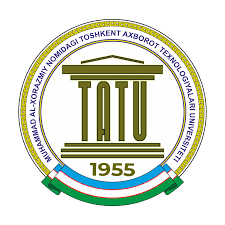 MUHAMMAD AL-XORAZMIY NOMIDAGI TOSHKENT AXBOROT TEXNOLOGIYALARI UNIVERSITETI
TATU
1955